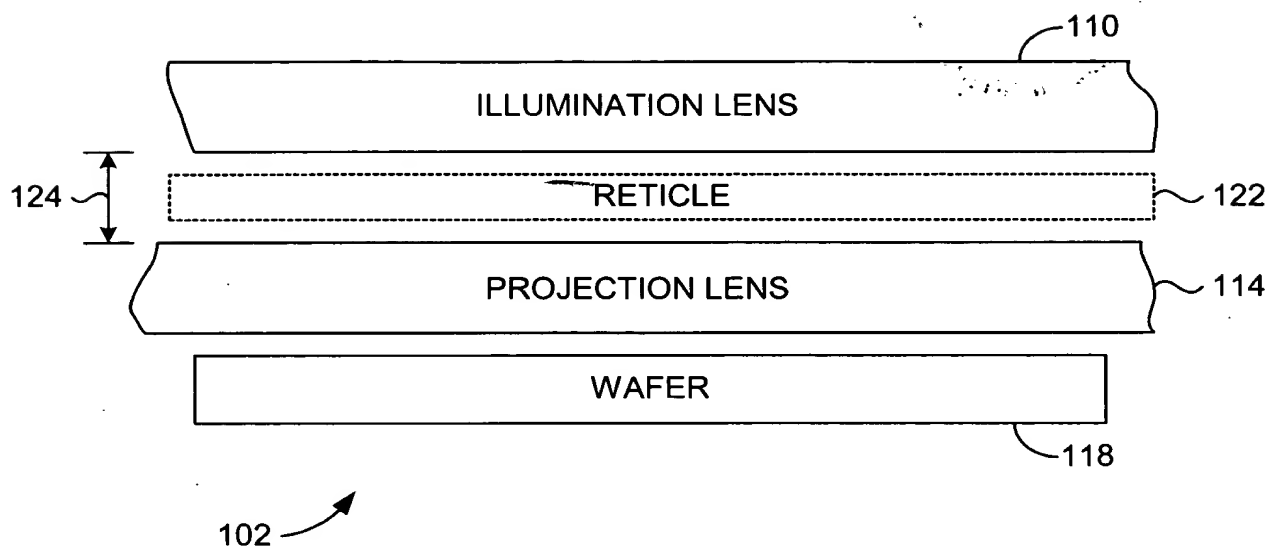 110
ILLUMINATION LENS
124
RETICLE
122
PROJECTION LENS
114
WAFER
118
102